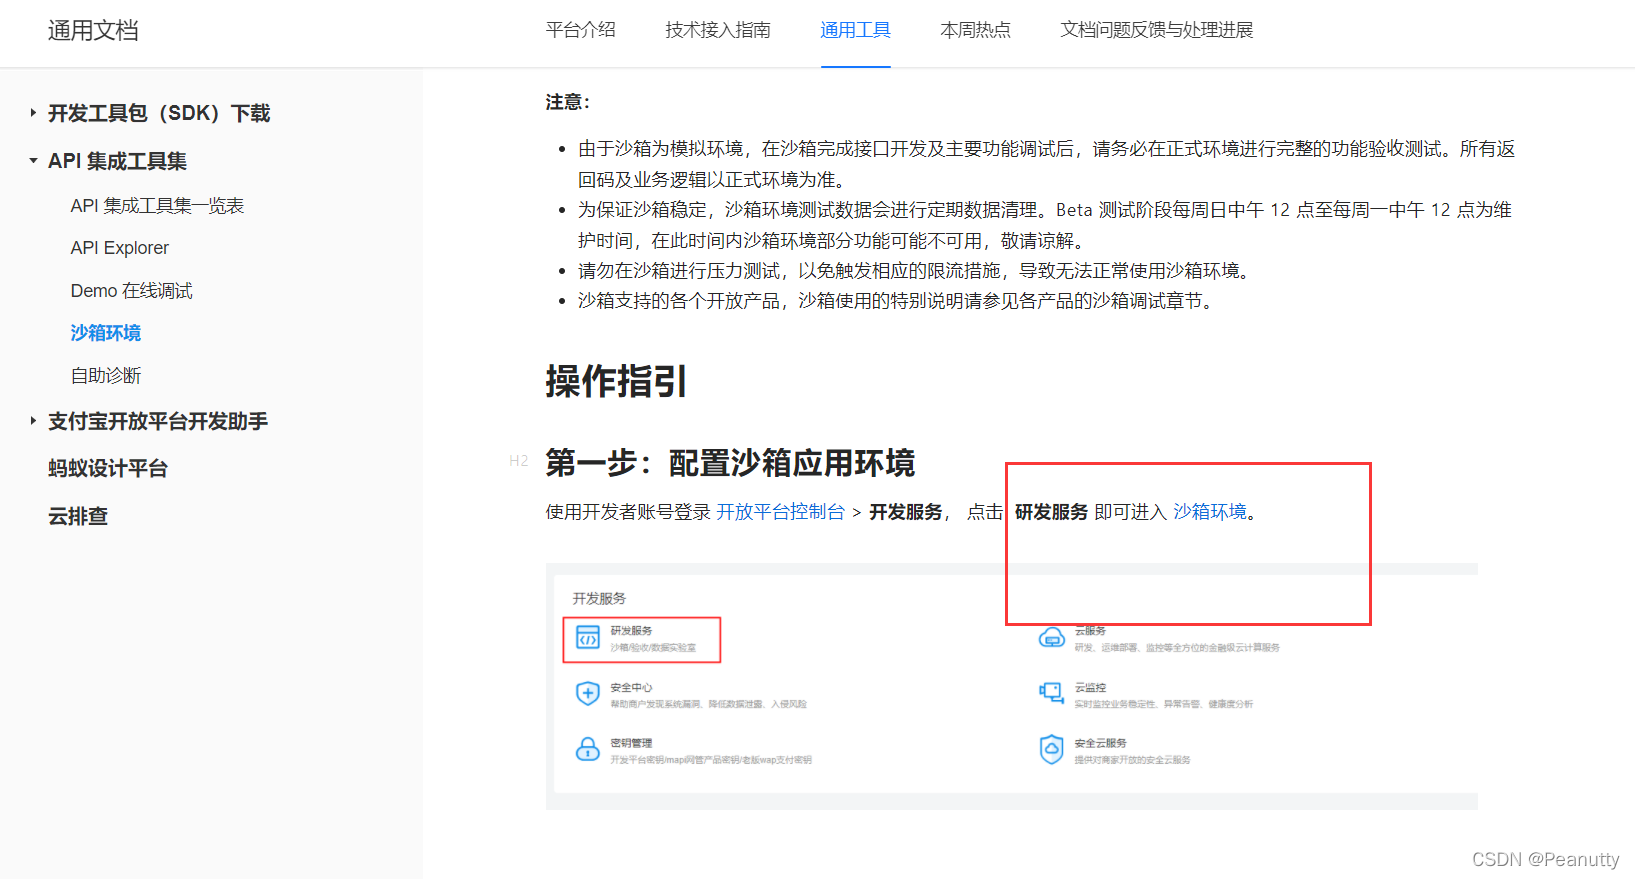 通用文档
平台介绍 技术接入指南 通用工具 本周热点 文档问题反馈与处理进展
开发工具包（SDK）下载
API 集成工具集
API 集成工具集一览表
API Explorer
Demo 在线调试
沙箱环境
自助诊断
支付宝开放平台开发助手
蚂蚁设计平台
云排查
注意：
由于沙箱为模拟环境，在沙箱完成接口开发及主要功能调试后，请务必在正式环境进行完整的功能验收测试。所有返
回码及业务逻辑以正式环境为准。
为保证沙箱稳定，沙箱环境测试数据会进行定期数据清理。Beta 测试阶段每周日中午 12 点至每周一中午 12 点为维
护时间，在此时间内沙箱环境部分功能可能不可用，敬请谅解。
请勿在沙箱进行压力测试，以免触发相应的限流措施，导致无法正常使用沙箱环境。
沙箱支持的各个开放产品，沙箱使用的特别说明请参见各产品的沙箱调试章节。
操作指引
H2
第一步：配置沙箱应用环境
使用开发者账号登录 开放平台控制台 > 开发服务， 点击 研发服务 即可进入 沙箱环境。
开发服务
研发服务
沙箱/验收/数据实验室
云服务
研发、运维部署、监控等全方位的金融级云计算服务
安全中心
帮助商户发现系统漏洞、降低数据泄露、入侵风险
云监控
实时监控业务稳定性、异常告警、健康度分析
密钥管理
开发平台密钥/mapi网管产品密钥/老版wap支付密钥
安全云服务
提供对商家开放的安全云服务
CSDN @Peanutty